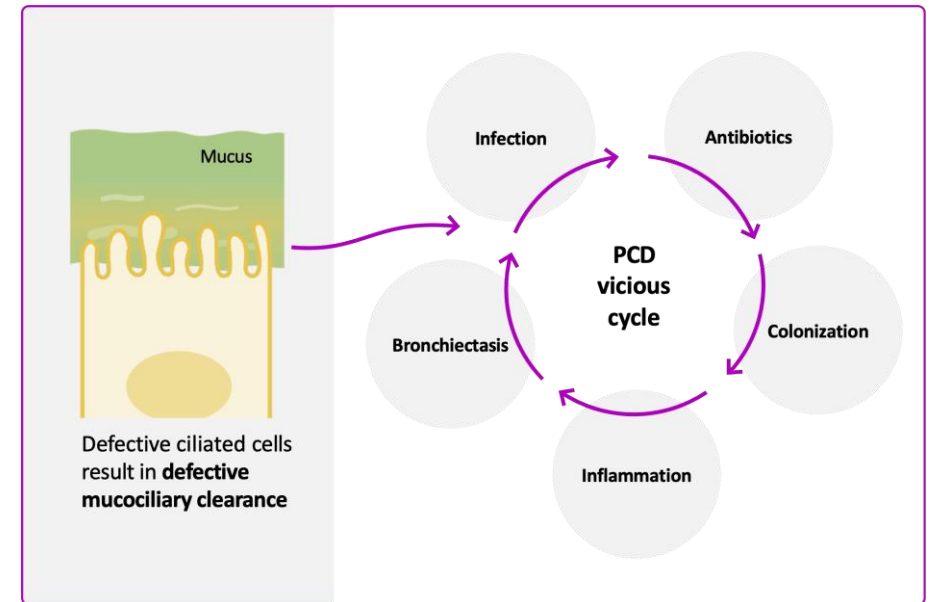 Mucus
Defective ciliated cells
result in defective
mucociliary clearance
Infection
Antibiotics
PCD
vicious
cycle
Colonization
Bronchiectasis
Inflammation